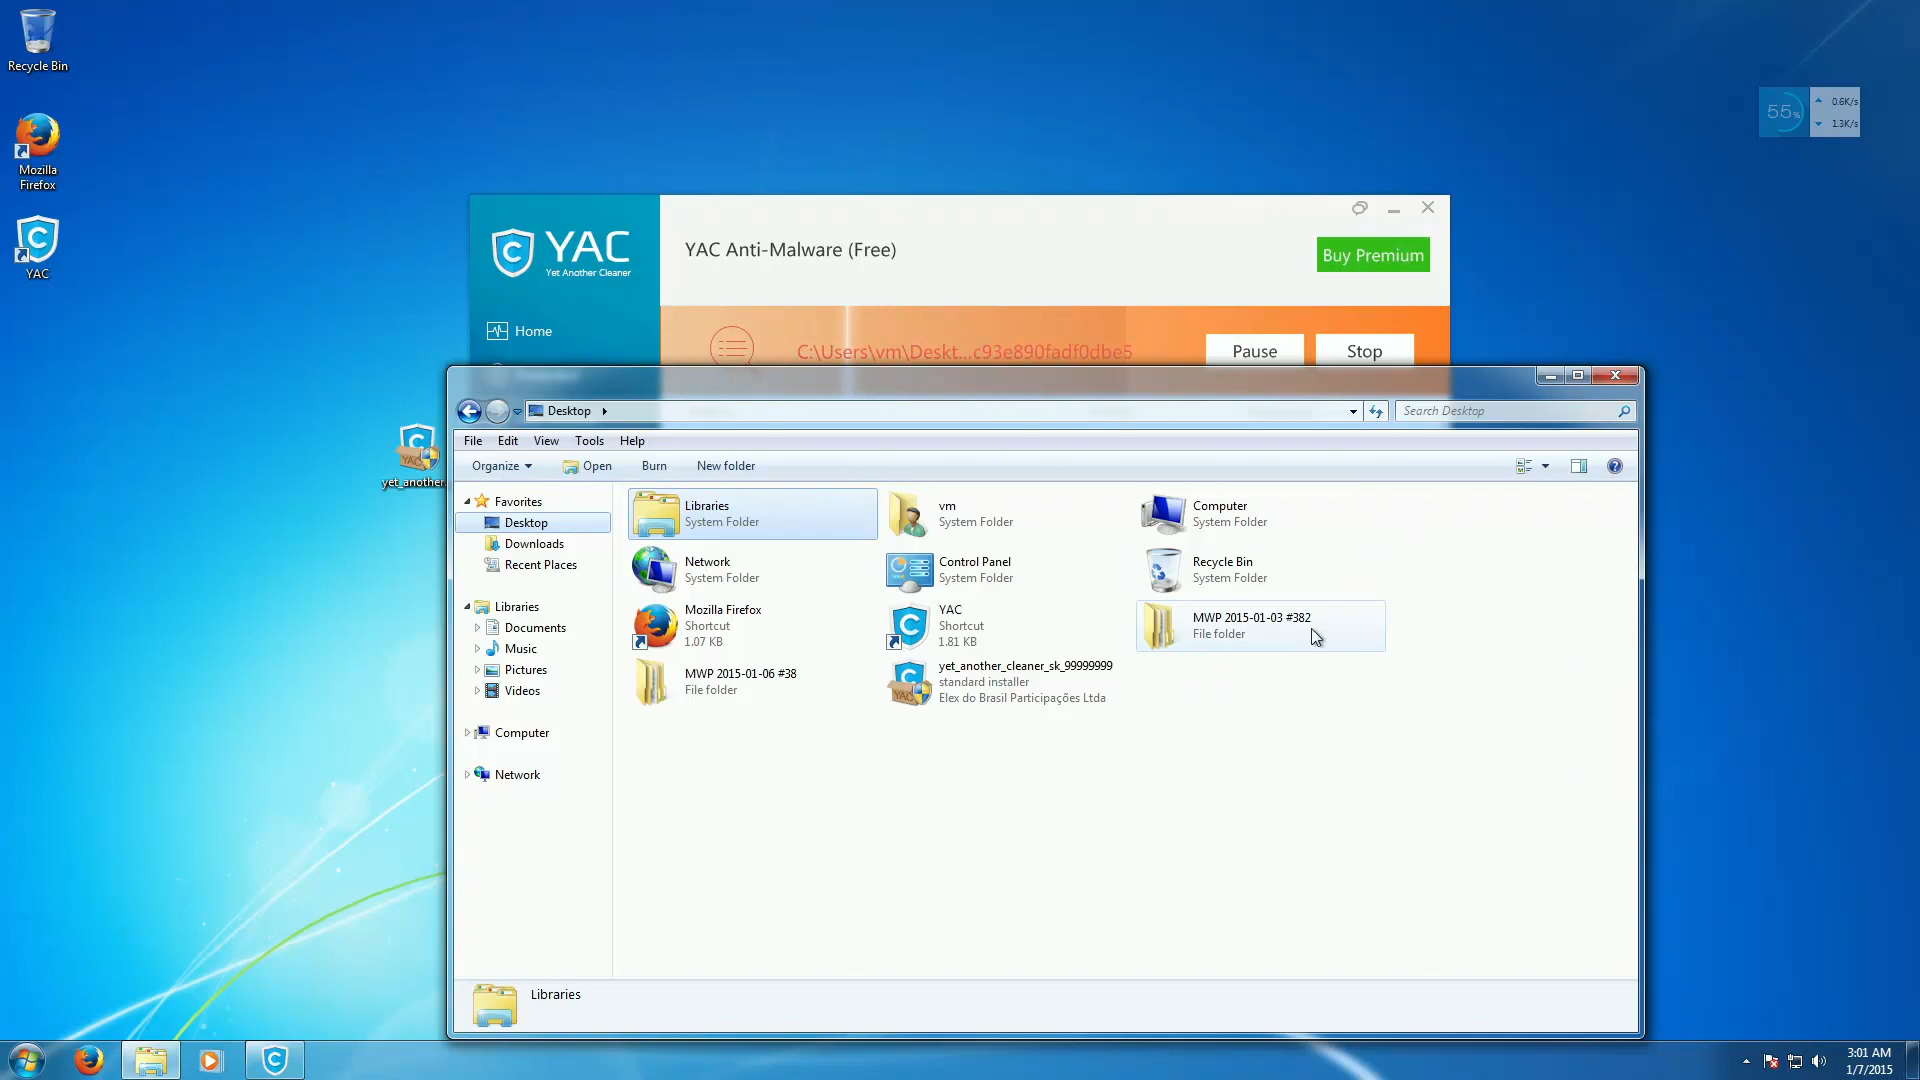 Recycle Bin
Mozilla
Firefox
YAC
yet_another
55%
0.6K/s
1.3K/s
YAC
Yet Another Cleaner
Home
YAC Anti-Malware (Free)
Buy Premium
C:\Users\vm\Deskt...c93e890fadf0dbe5
Pause
Stop
Desktop
Search Desktop
File Edit View Tools Help
Organize Open Burn New folder
Favorites
Desktop
Downloads
Recent Places
Libraries
Documents
Music
Pictures
Videos
Computer
Network
Libraries
System Folder
vm
System Folder
Computer
System Folder
Network
System Folder
Control Panel
System Folder
Recycle Bin
System Folder
Mozilla Firefox
Shortcut
1.07 KB
YAC
Shortcut
1.81 KB
MWP 2015-01-03 #382
File folder
MWP 2015-01-06 #38
File folder
yet_another_cleaner_sk_99999999
standard installer
Elex do Brasil Participações Ltda
Libraries
3:01 AM
1/7/2015